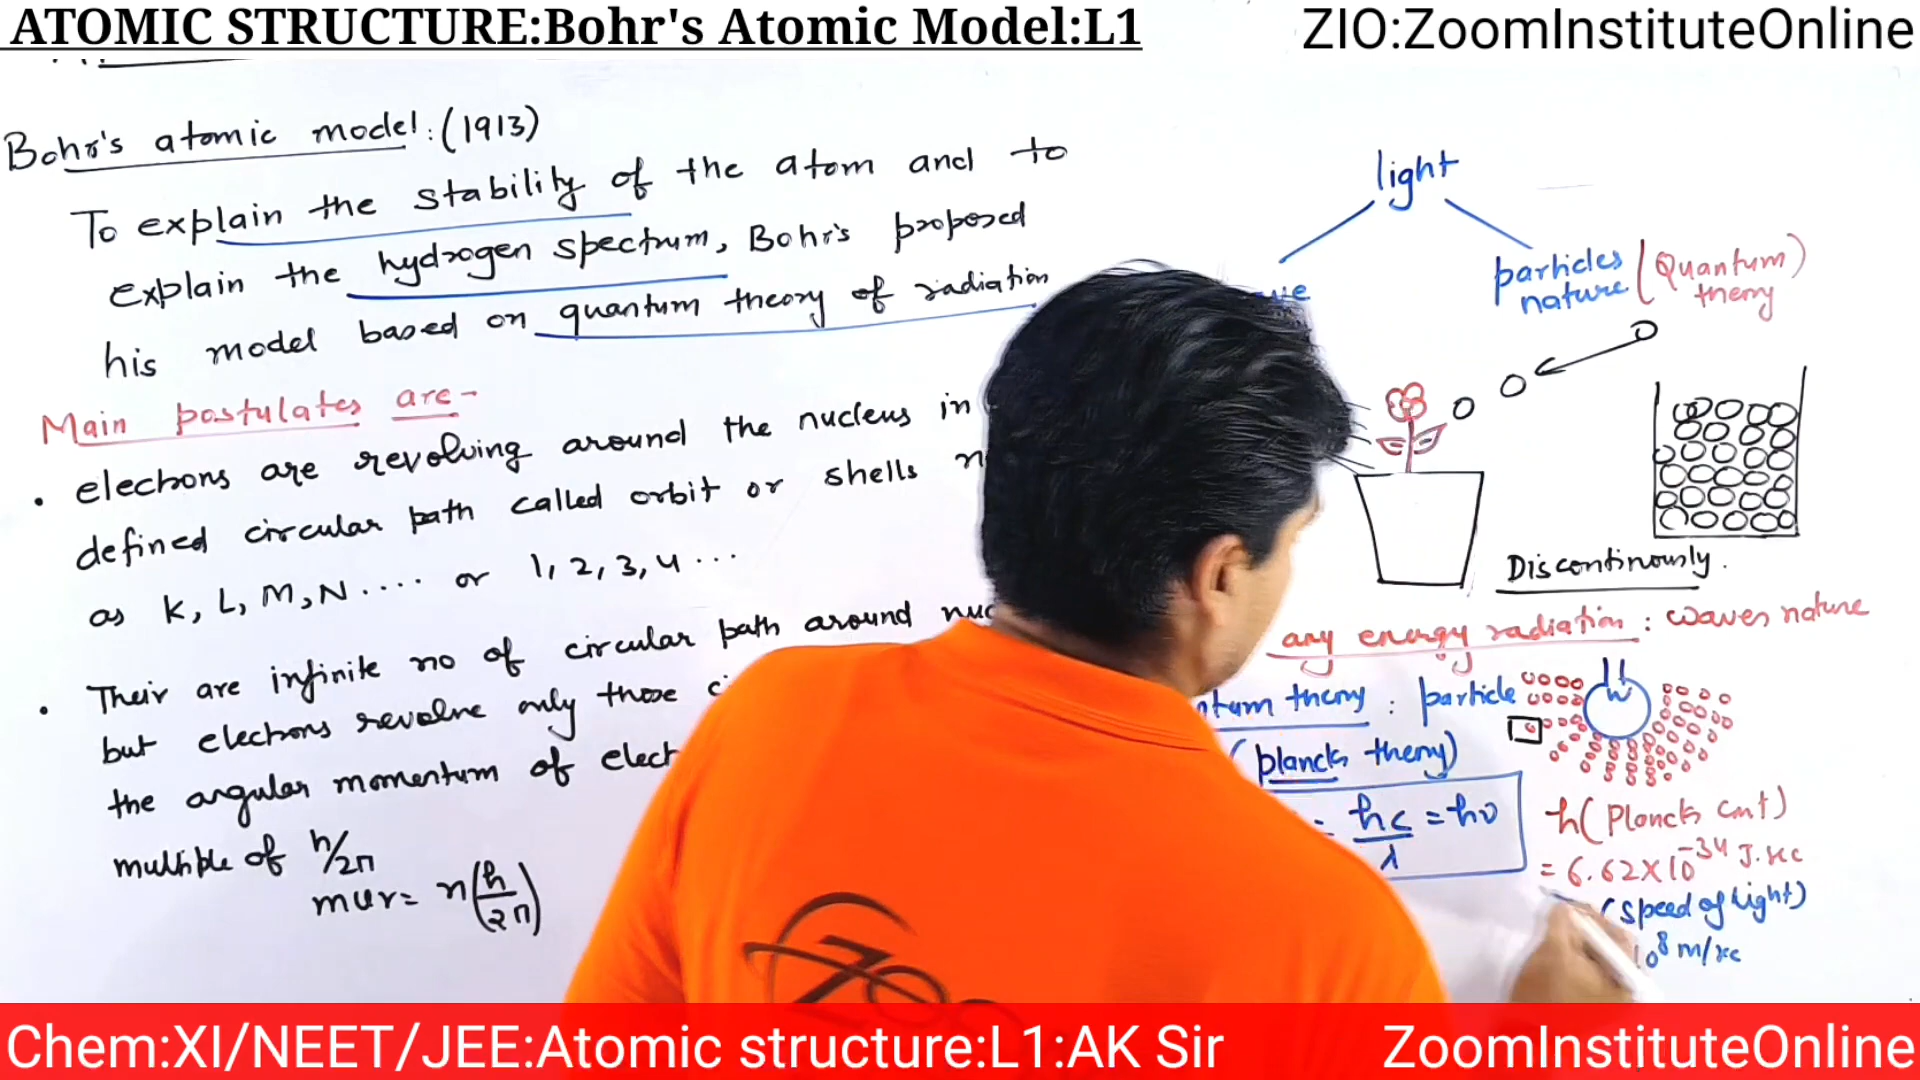 ATOMIC STRUCTURE:Bohr's Atomic Model:L1
ZIO:ZoomInstituteOnline
Bohr's atomic model:(1913)
To explain the stability of the atom and to
explain the hydrogen spectrum, Bohr's proposed
his model based on quantum theory of radiation
Main postulates are-
• electrons are revolving around the nucleus in
defined circular path called orbit or shells
as K, L, M, N .... or 1, 2, 3, 4 ...
• Their are infinite no of circular path around
but electrons revolve only those
the angular momentum of
multiple of h/2π
mvr= n(h/2π)
light
particles
nature
(Quantum)
theory
Discontinously.
any energy radiation : waves nature
theory : particle
(plancks theory)
= hc/λ = hν
h(Plancks cnt)
= 6.62×10⁻³⁴ J.sec
(speed of light)
10⁸ m/sec
Zoo
Chem:XI/NEET/JEE:Atomic structure:L1:AK Sir
ZoomInstituteOnline